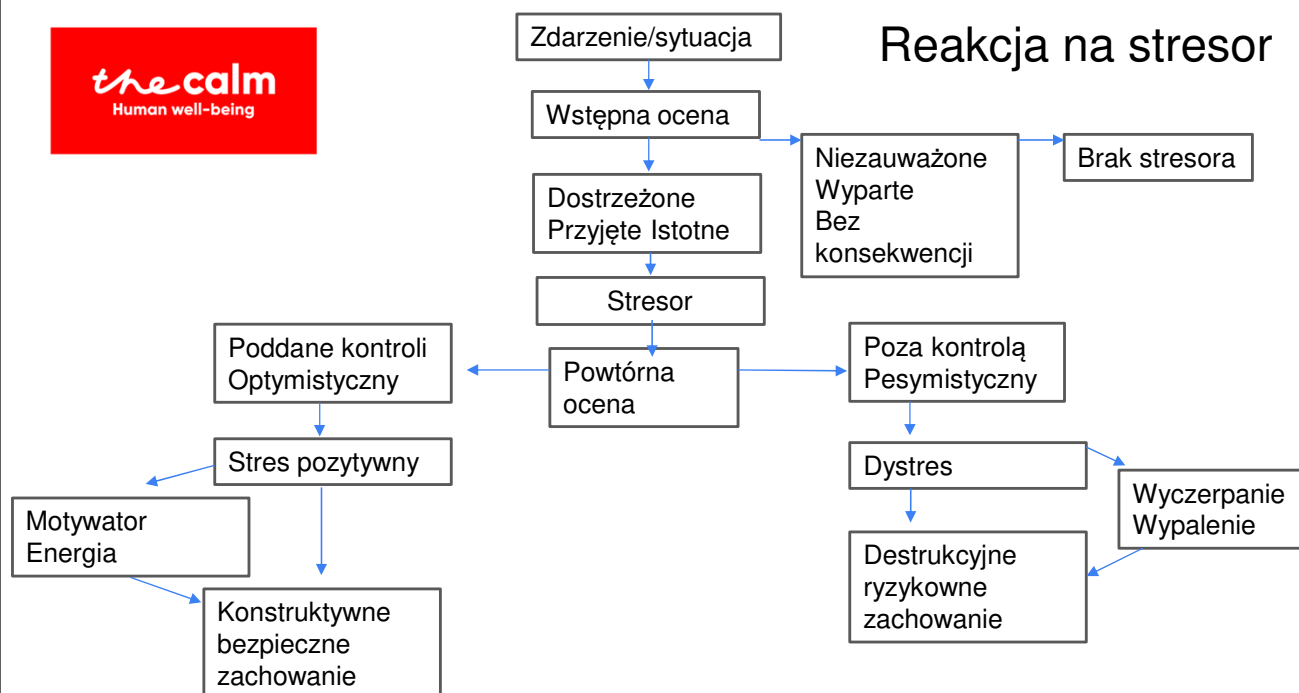 the calm
Human well-being
Reakcja na stresor
Zdarzenie/sytuacja
Wstępna ocena
Niezauważone
Wyparte
Bez
konsekwencji
Brak stresora
Dostrzeżone
Przyjęte Istotne
Stresor
Poddane kontroli
Optymistyczny
Powtórna
ocena
Poza kontrolą
Pesymistyczny
Stres pozytywny
Dystres
Motywator
Energia
Wyczerpanie
Wypalenie
Konstruktywne
bezpieczne
zachowanie
Destrukcyjne
ryzykowne
zachowanie